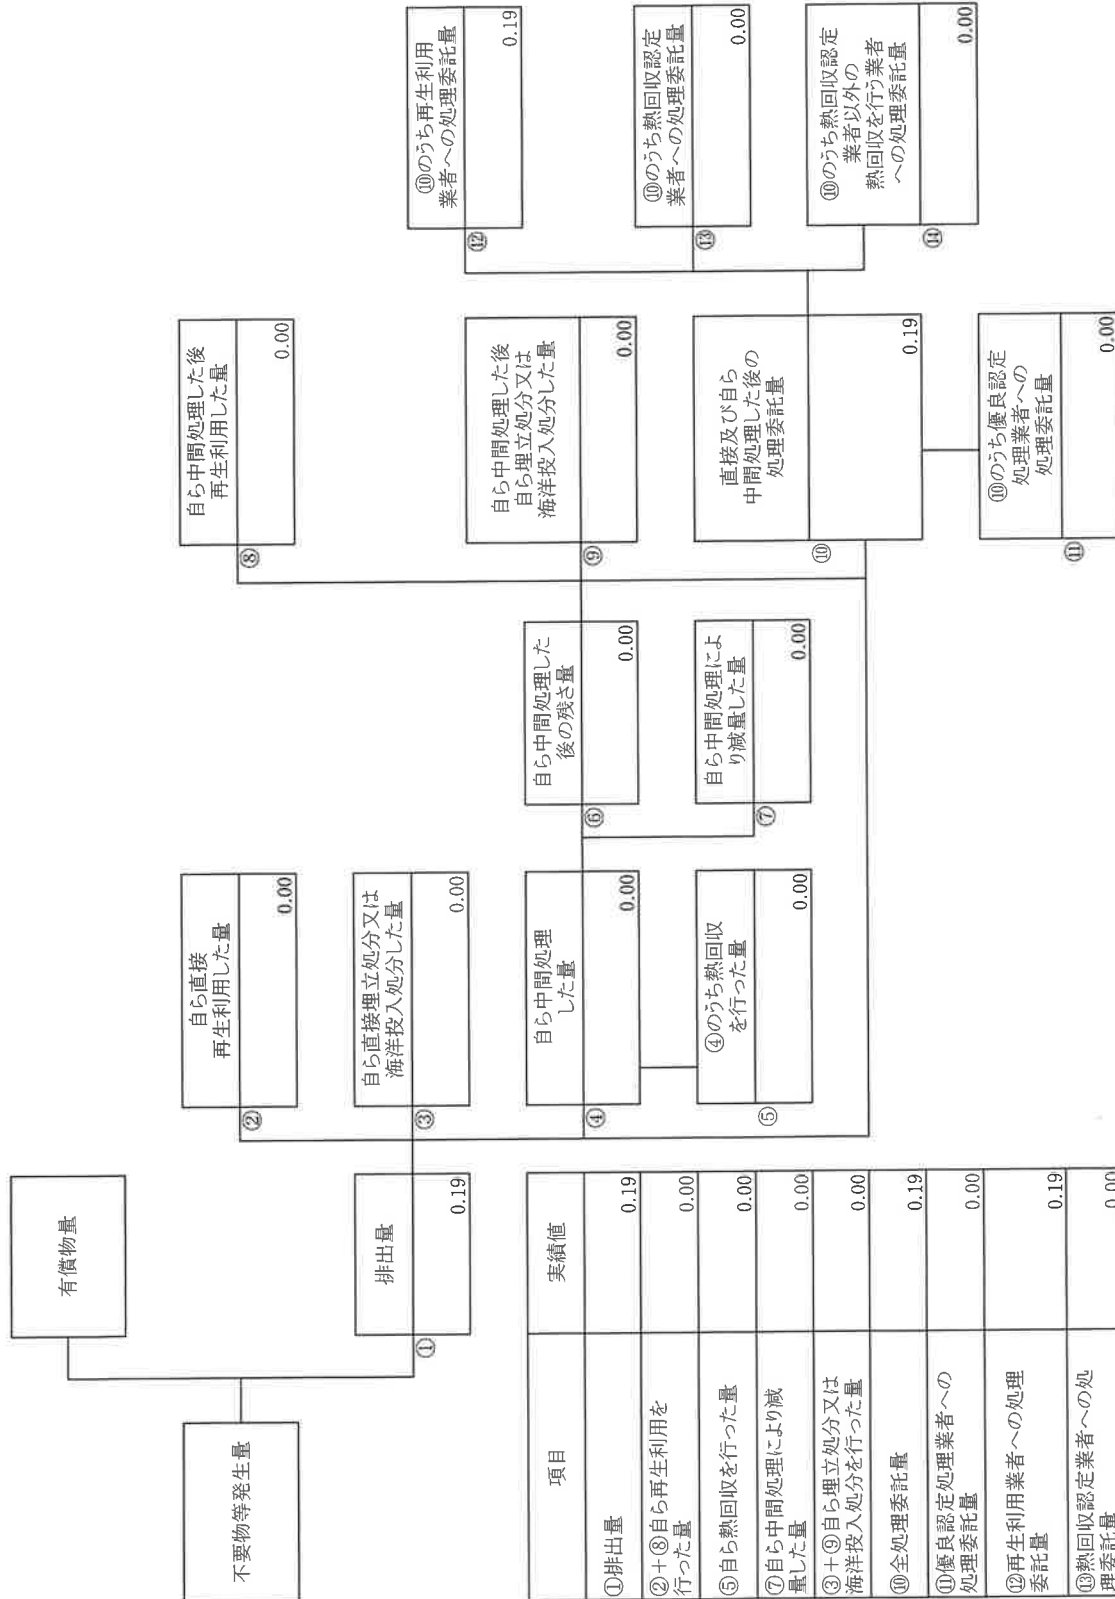 有償物量
不要物等発生量
①
排出量
0.19
②
自ら直接
再生利用した量
0.00
③
自ら直接埋立処分又は
海洋投入処分した量
0.00
④
自ら中間処理
した量
0.00
⑤
④のうち熱回収
を行った量
0.00
⑥
自ら中間処理した
後の残さ量
0.00
⑦
自ら中間処理によ
り減量した量
0.00
⑧
自ら中間処理した後
再生利用した量
0.00
⑨
自ら中間処理した後
自ら埋立処分又は
海洋投入処分した量
0.00
⑩
直接及び自ら
中間処理した後の
処理委託量
0.19
⑪
⑩のうち優良認定
処理業者への
処理委託量
0.00
⑫
⑩のうち再生利用
業者への処理委託量
0.19
⑬
⑩のうち熱回収認定
業者への処理委託量
0.00
⑭
⑩のうち熱回収認定
業者以外の
熱回収を行う業者
への処理委託量
0.00
項目 実績値
①排出量 0.19
②+⑧自ら再生利用を
行った量 0.00
⑤自ら熱回収を行った量 0.00
⑦自ら中間処理により減
量した量 0.00
③+⑨自ら埋立処分又は
海洋投入処分を行った量 0.00
⑩全処理委託量 0.19
⑪優良認定処理業者への
処理委託量 0.00
⑫再生利用業者への処理
委託量 0.19
⑬熱回収認定業者への処
理委託量 0.00